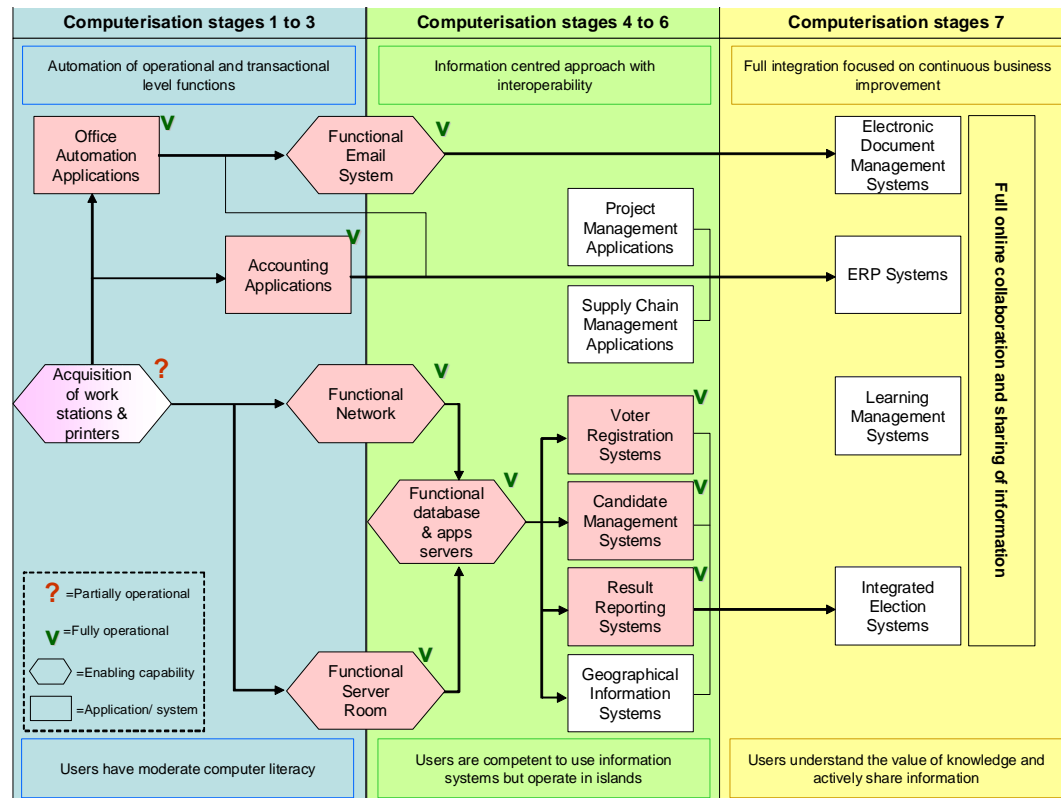 Computerisation stages 1 to 3
Computerisation stages 4 to 6
Computerisation stages 7
Automation of operational and transactional
level functions
Information centred approach with
interoperability
Full integration focused on continuous business
improvement
Office
Automation
Applications
V
Functional
Email
System
V
Electronic
Document
Management
Systems
Project
Management
Applications
Accounting
Applications
V
ERP Systems
Supply Chain
Management
Applications
Full online collaboration and sharing of information
Acquisition
of work
stations &
printers
?
Functional
Network
V
Voter
Registration
Systems
V
Learning
Management
Systems
Functional
database
& apps
servers
V
Candidate
Management
Systems
V
Result
Reporting
Systems
V
Integrated
Election
Systems
Functional
Server
Room
V
Geographical
Information
Systems
? =Partially operational
V =Fully operational
=Enabling capability
=Application/ system
Users have moderate computer literacy
Users are competent to use information
systems but operate in islands
Users understand the value of knowledge and
actively share information